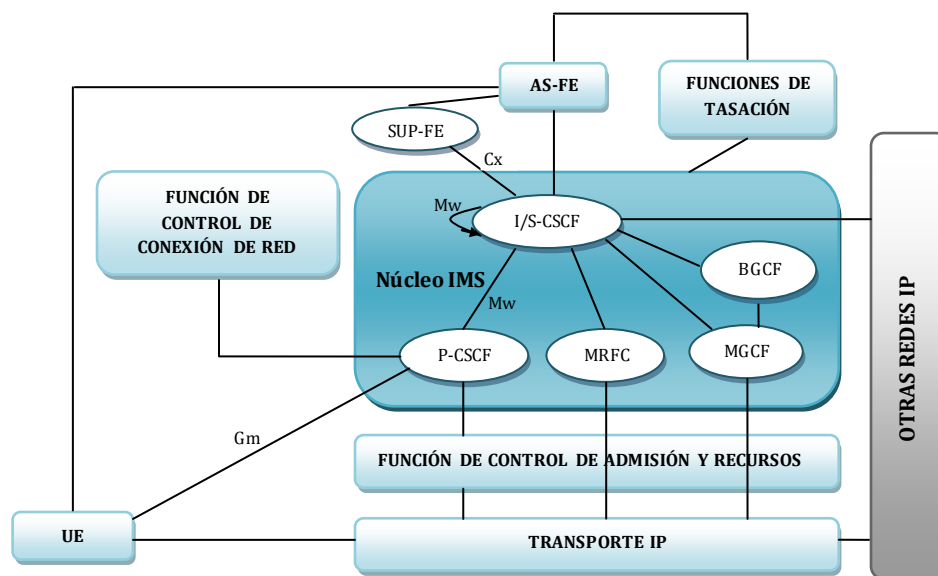 AS-FE
FUNCIONES DE
TASACIÓN
SUP-FE
Cx
FUNCIÓN DE
CONTROL DE
CONEXIÓN DE RED
Mw
I/S-CSCF
BGCF
Núcleo IMS
Mw
P-CSCF
MRFC
MGCF
OTRAS REDES IP
Gm
FUNCIÓN DE CONTROL DE ADMISIÓN Y RECURSOS
UE
TRANSPORTE IP